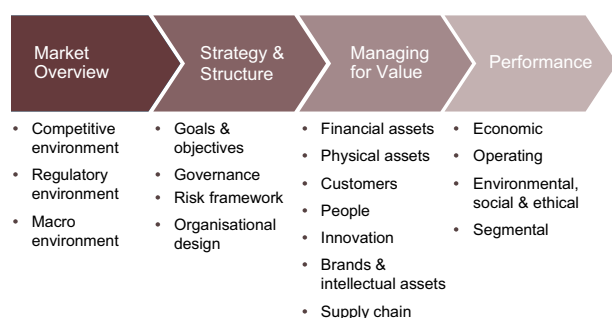 Market
Overview
Strategy &
Structure
Managing
for Value
Performance
• Competitive
environment
• Regulatory
environment
• Macro
environment
• Goals &
objectives
• Governance
• Risk framework
• Organisational
design
• Financial assets
• Physical assets
• Customers
• People
• Innovation
• Brands &
intellectual assets
• Supply chain
• Economic
• Operating
• Environmental,
social & ethical
• Segmental